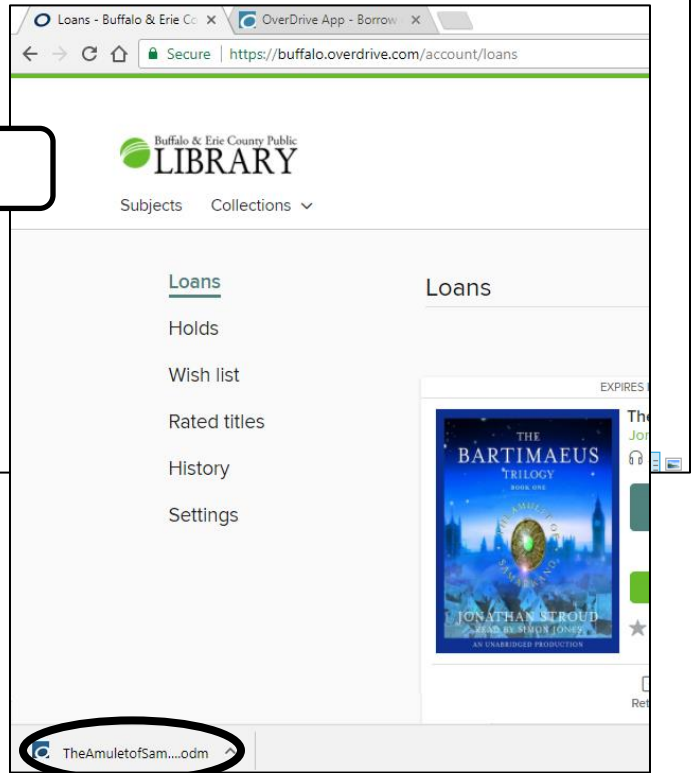 Loans - Buffalo & Erie Co
OverDrive App - Borrow
Secure | https://buffalo.overdrive.com/account/loans
Buffalo & Erie County Public
LIBRARY
Subjects Collections
Loans
Holds
Wish list
Rated titles
History
Settings
Loans
EXPIRES
THE
BARTIMAEUS
TRILOGY
BOOK ONE
THE AMULET OF
SAMARKAND
JONATHAN STROUD
READ BY SIMON JONES
AN UNABRIDGED PRODUCTION
The
Jon
Ret
TheAmuletofSam....odm